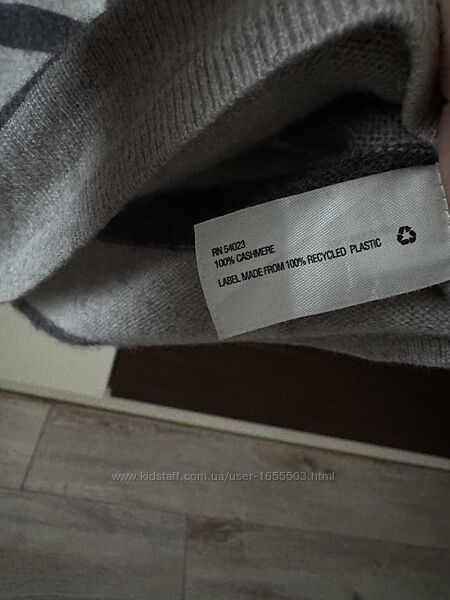 RN 54023
100% CASHMERE
LABEL MADE FROM 100% RECYCLED PLASTIC
www.kidstaff.com.ua/user-1655503.html